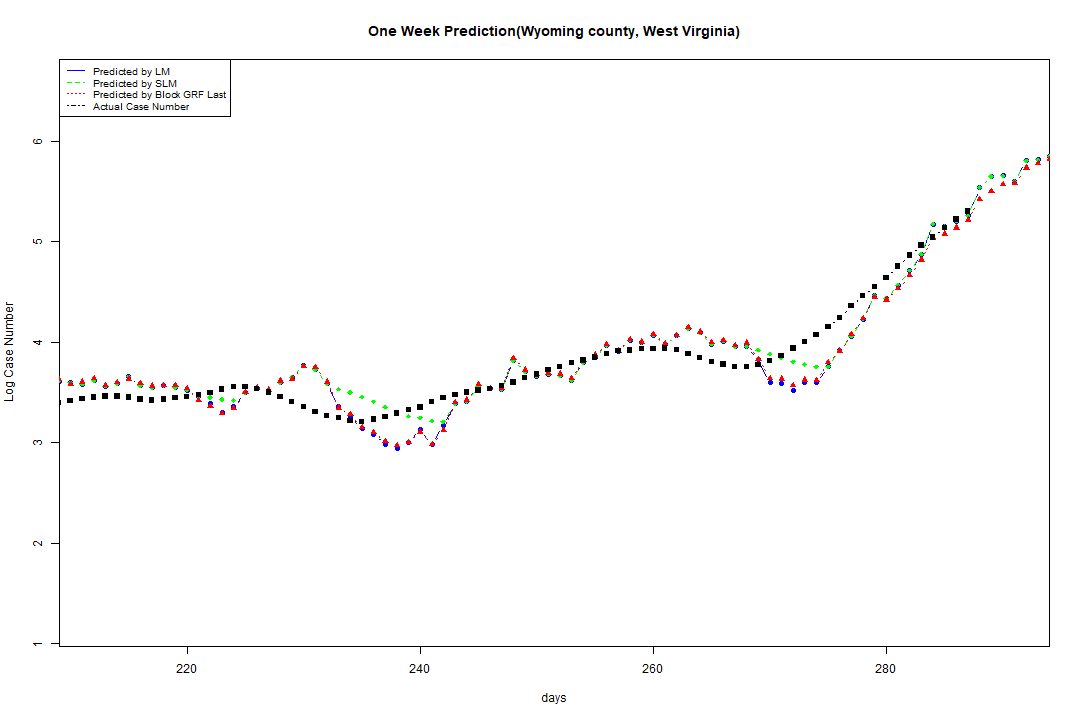 One Week Prediction(Wyoming county, West Virginia)
Predicted by LM
Predicted by SLM
Predicted by Block GRF Last
Actual Case Number
6
5
4
3
2
1
Log Case Number
220 240 260 280
days